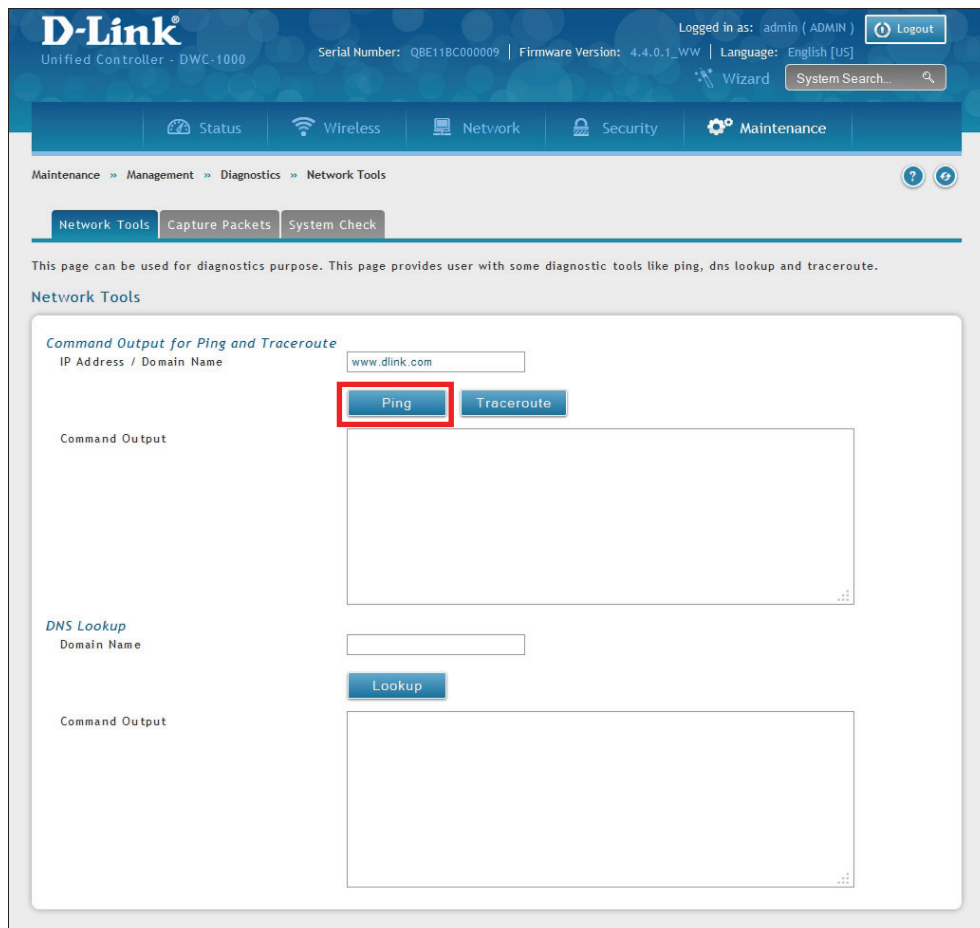 D-Link®
Unified Controller - DWC-1000
Logged in as: admin ( ADMIN ) Logout
Serial Number: QBE11BC000009 | Firmware Version: 4.4.0.1_WW | Language: English [US]
Wizard System Search...
Status Wireless Network Security Maintenance
Maintenance » Management » Diagnostics » Network Tools ?
Network Tools Capture Packets System Check
This page can be used for diagnostics purpose. This page provides user with some diagnostic tools like ping, dns lookup and traceroute.
Network Tools
Command Output for Ping and Traceroute
IP Address / Domain Name www.dlink.com
Ping Traceroute
Command Output
DNS Lookup
Domain Name
Lookup
Command Output